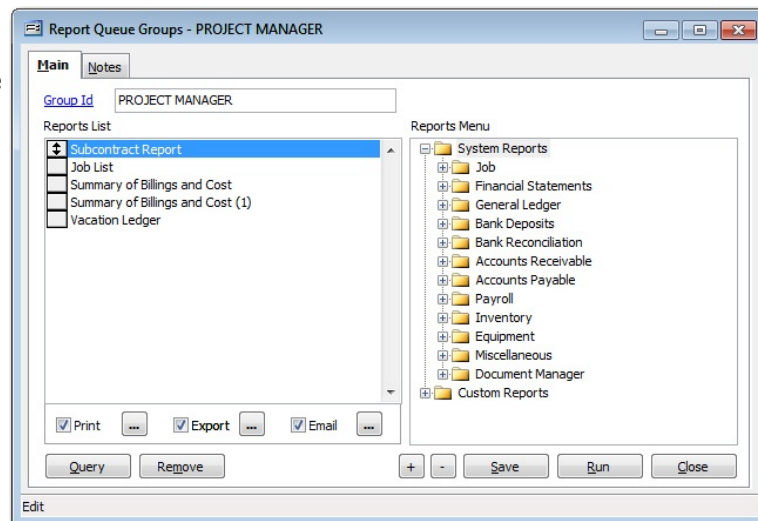 Report Queue Groups - PROJECT MANAGER
Main Notes
Group Id PROJECT MANAGER
Reports List
Subcontract Report
Job List
Summary of Billings and Cost
Summary of Billings and Cost (1)
Vacation Ledger
Print ... Export ... Email ...
Query Remove
Reports Menu
System Reports
Job
Financial Statements
General Ledger
Bank Deposits
Bank Reconciliation
Accounts Receivable
Accounts Payable
Payroll
Inventory
Equipment
Miscellaneous
Document Manager
Custom Reports
+ - Save Run Close
Edit